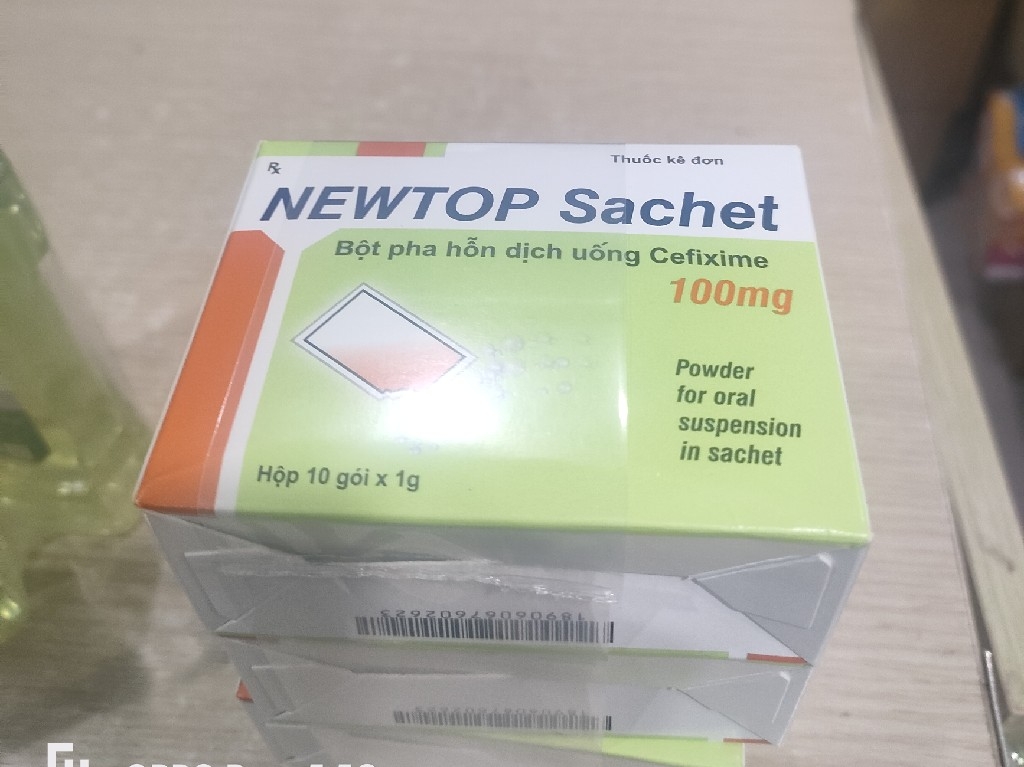 Rx
Thuốc kê đơn
NEWTOP Sachet
Bột pha hỗn dịch uống Cefixime
100mg
Powder
for oral
suspension
in sachet
Hộp 10 gói x 1g